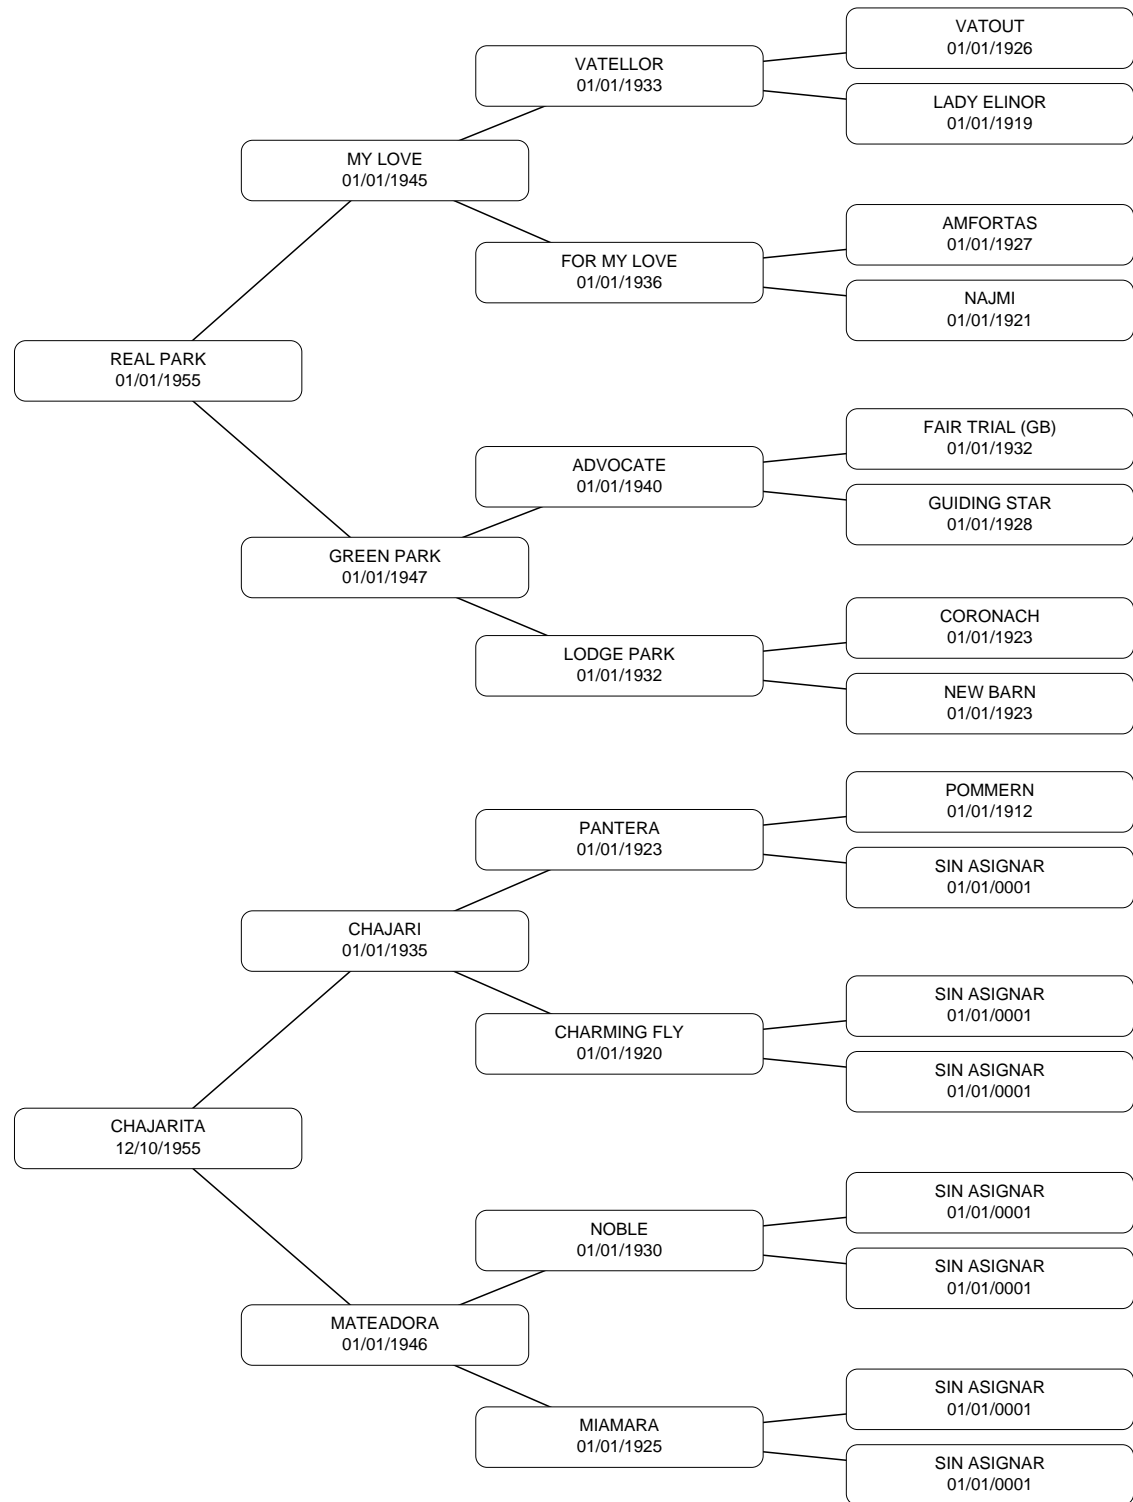 VATOUT
01/01/1926
VATELLOR
01/01/1933
LADY ELINOR
01/01/1919
MY LOVE
01/01/1945
AMFORTAS
01/01/1927
FOR MY LOVE
01/01/1936
NAJMI
01/01/1921
REAL PARK
01/01/1955
FAIR TRIAL (GB)
01/01/1932
ADVOCATE
01/01/1940
GUIDING STAR
01/01/1928
GREEN PARK
01/01/1947
CORONACH
01/01/1923
LODGE PARK
01/01/1932
NEW BARN
01/01/1923
POMMERN
01/01/1912
PANTERA
01/01/1923
SIN ASIGNAR
01/01/0001
CHAJARI
01/01/1935
SIN ASIGNAR
01/01/0001
CHARMING FLY
01/01/1920
SIN ASIGNAR
01/01/0001
CHAJARITA
12/10/1955
SIN ASIGNAR
01/01/0001
NOBLE
01/01/1930
SIN ASIGNAR
01/01/0001
MATEADORA
01/01/1946
SIN ASIGNAR
01/01/0001
MIAMARA
01/01/1925
SIN ASIGNAR
01/01/0001